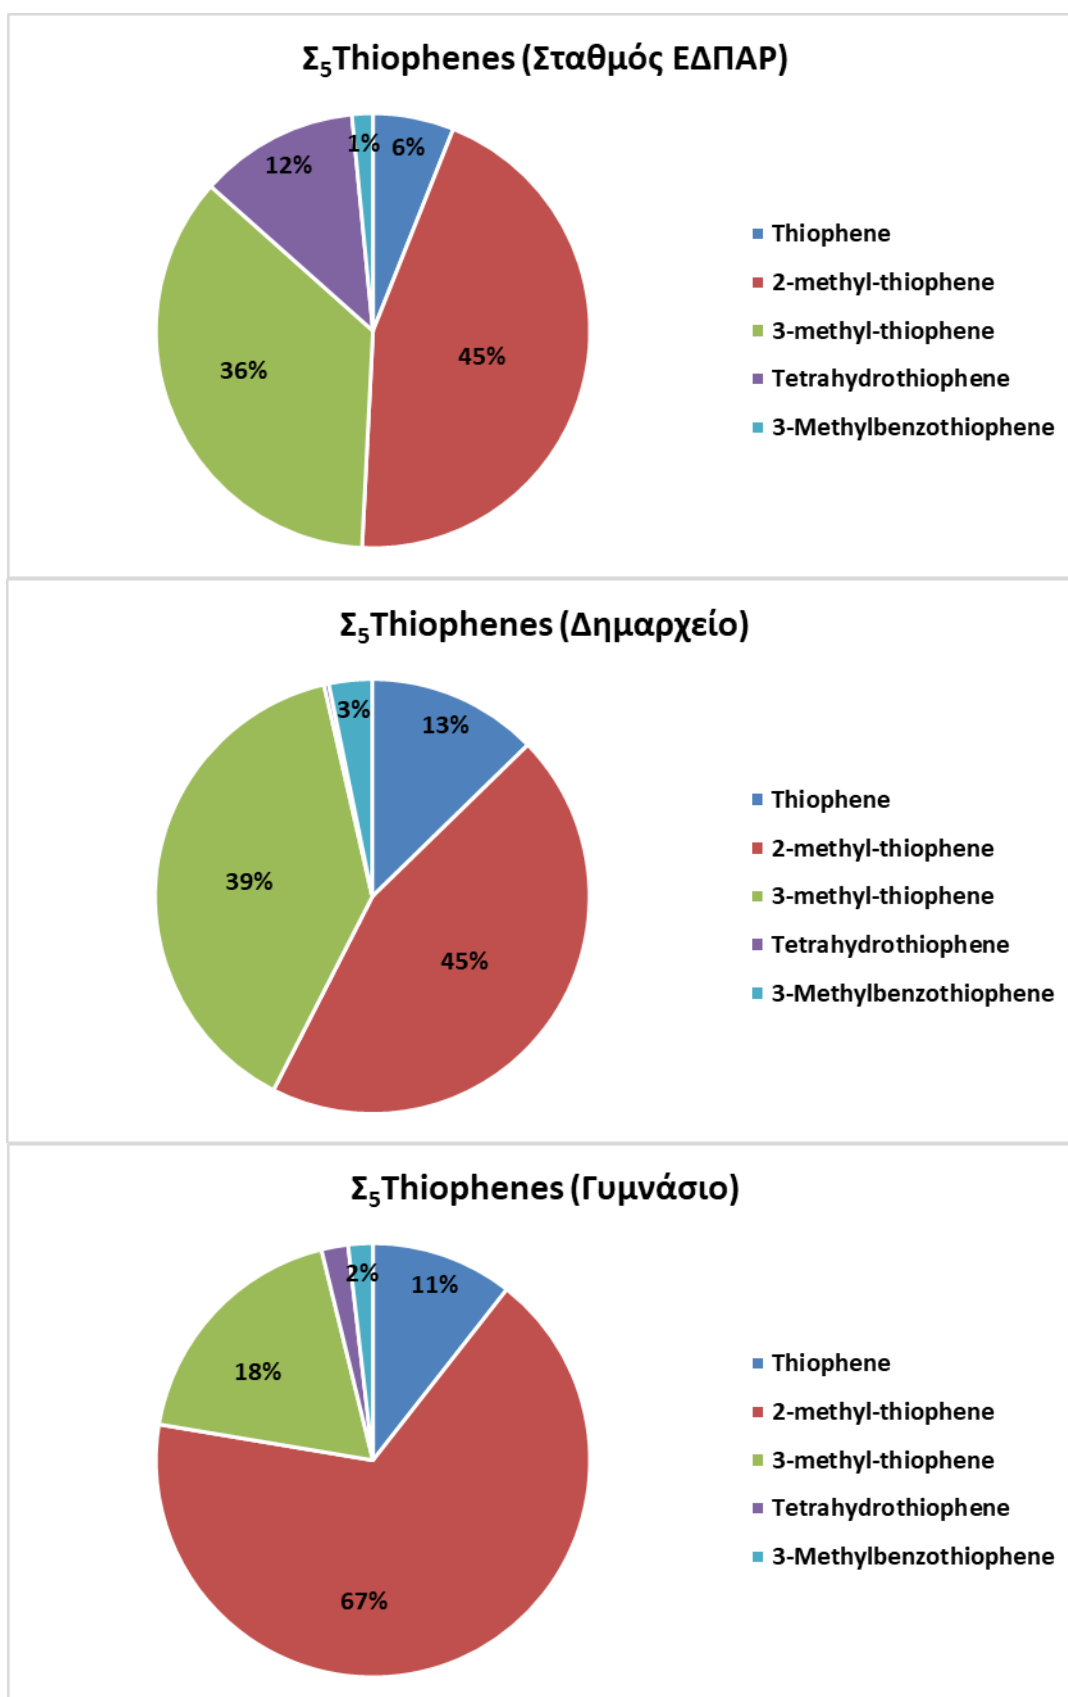 Σ₅Thiophenes (Σταθμός ΕΔΠΑΡ)
1%
6%
12%
45%
36%
Thiophene
2-methyl-thiophene
3-methyl-thiophene
Tetrahydrothiophene
3-Methylbenzothiophene
Σ₅Thiophenes (Δημαρχείο)
3%
13%
39%
45%
Thiophene
2-methyl-thiophene
3-methyl-thiophene
Tetrahydrothiophene
3-Methylbenzothiophene
Σ₅Thiophenes (Γυμνάσιο)
2%
11%
18%
67%
Thiophene
2-methyl-thiophene
3-methyl-thiophene
Tetrahydrothiophene
3-Methylbenzothiophene